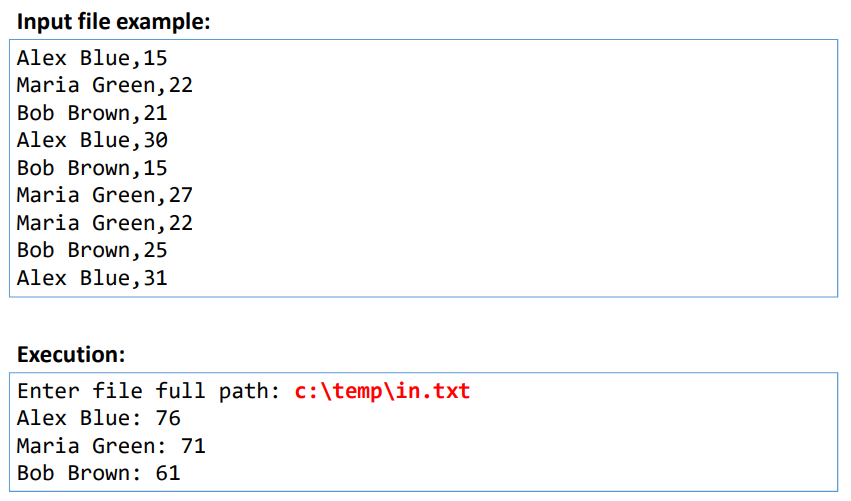 Input file example:
Alex Blue,15
Maria Green,22
Bob Brown,21
Alex Blue,30
Bob Brown,15
Maria Green,27
Maria Green,22
Bob Brown,25
Alex Blue,31
Execution:
Enter file full path: c:\temp\in.txt
Alex Blue: 76
Maria Green: 71
Bob Brown: 61